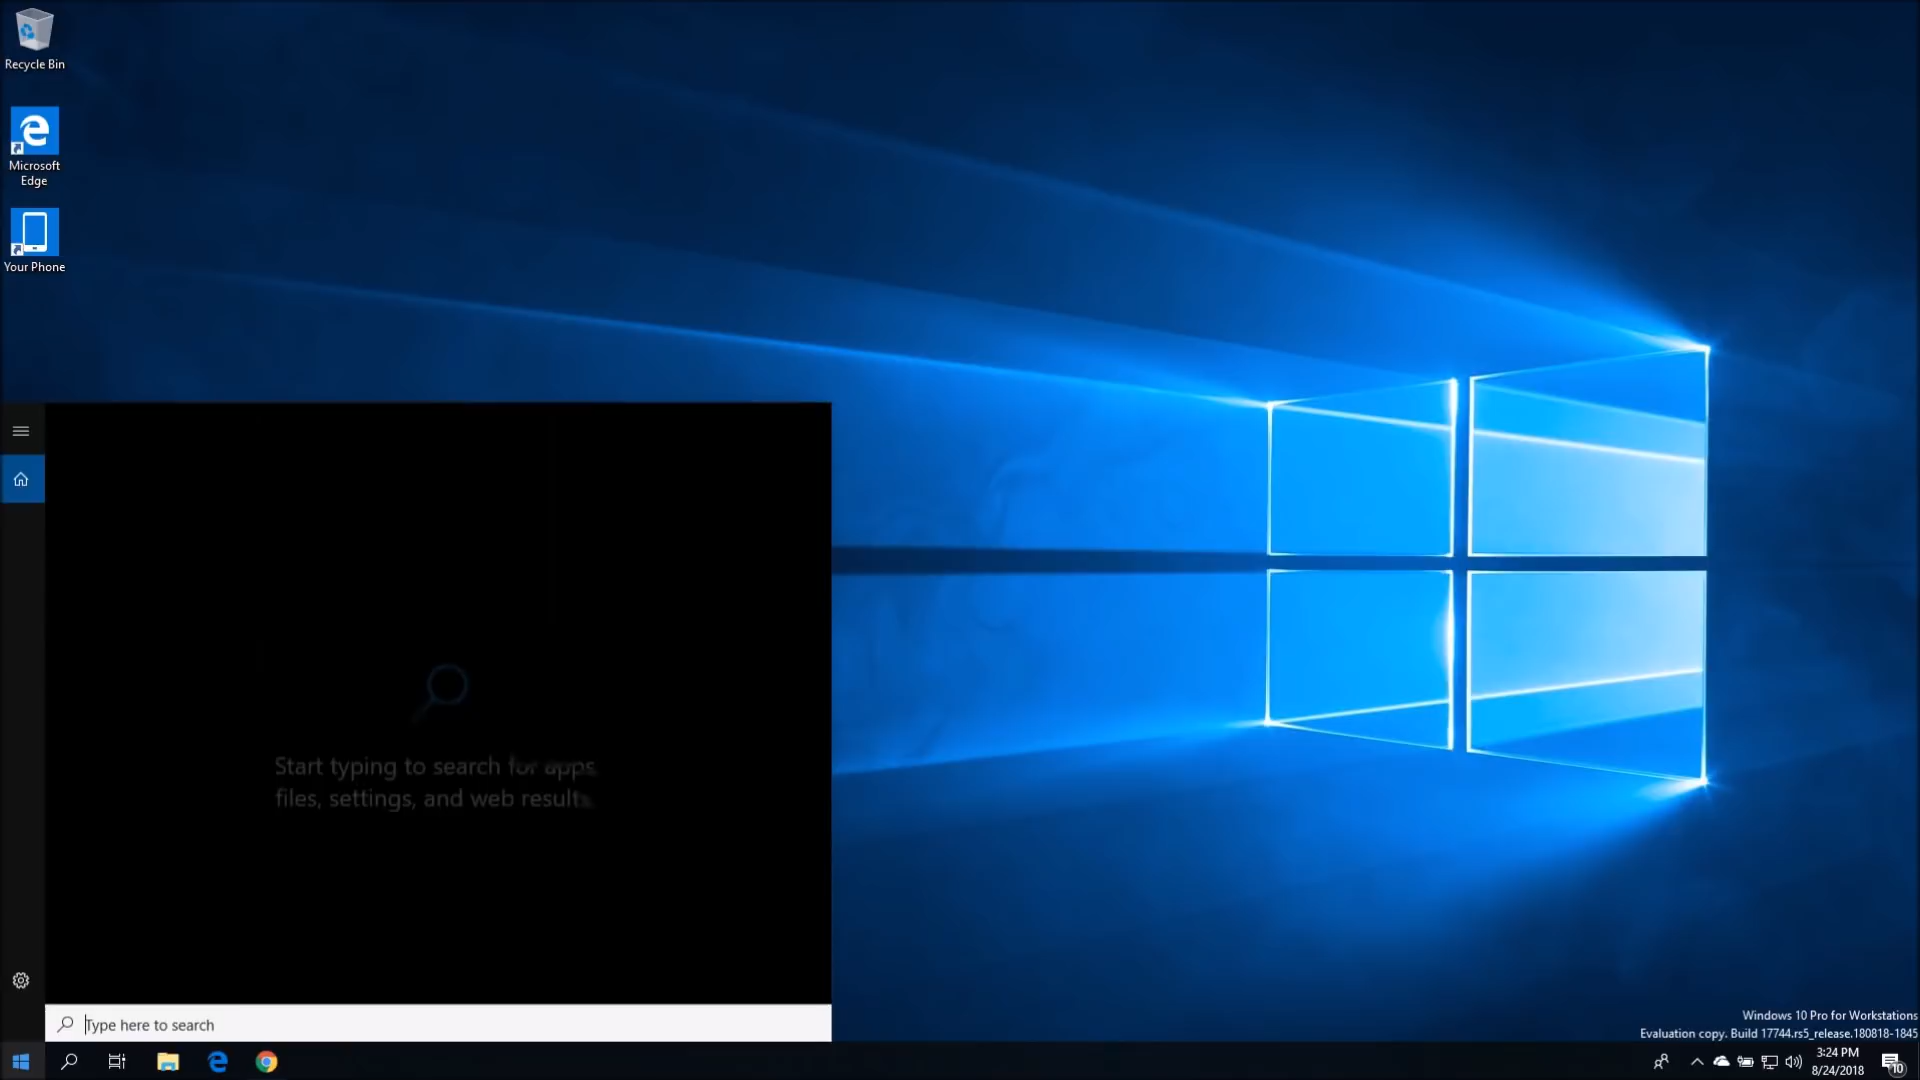 Recycle Bin
Microsoft
Edge
Your Phone
Start typing to search for apps,
files, settings, and web results.
Type here to search
Windows 10 Pro for Workstations
Evaluation copy. Build 17744.rs5_release.180818-1845
3:24 PM
8/24/2018
10